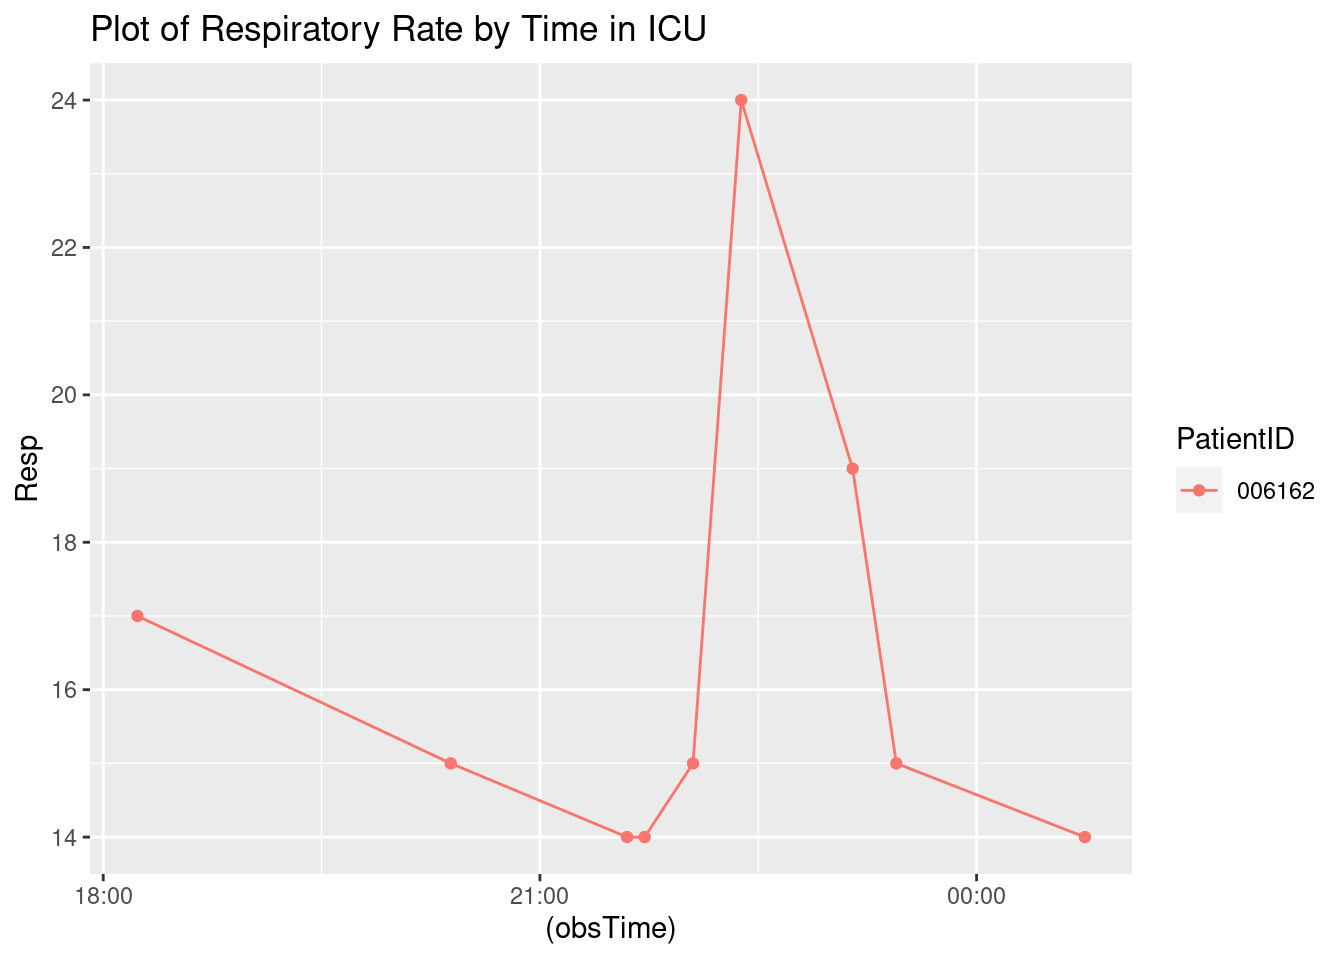 Plot of Respiratory Rate by Time in ICU
24
22
20
18
16
14
Resp
18:00
21:00
00:00
(obsTime)
PatientID
006162